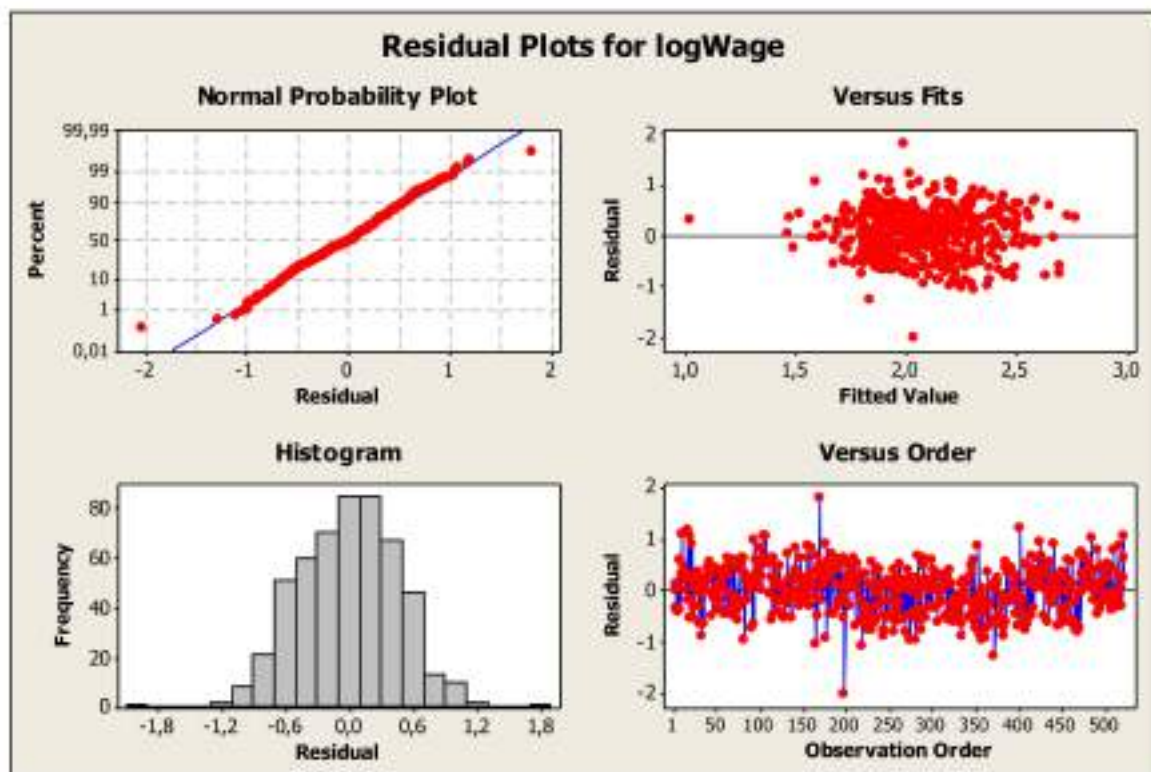 Residual Plots for logWage
Normal Probability Plot
99,99
99
90
50
10
1
0,01
Percent
-2 -1 0 1 2
Residual
Versus Fits
2
1
0
-1
-2
Residual
1,0 1,5 2,0 2,5 3,0
Fitted Value
Histogram
80
60
40
20
0
Frequency
-1,8 -1,2 -0,6 0,0 0,6 1,2 1,8
Residual
Versus Order
2
1
0
-1
-2
Residual
1 50 100 150 200 250 300 350 400 450 500
Observation Order